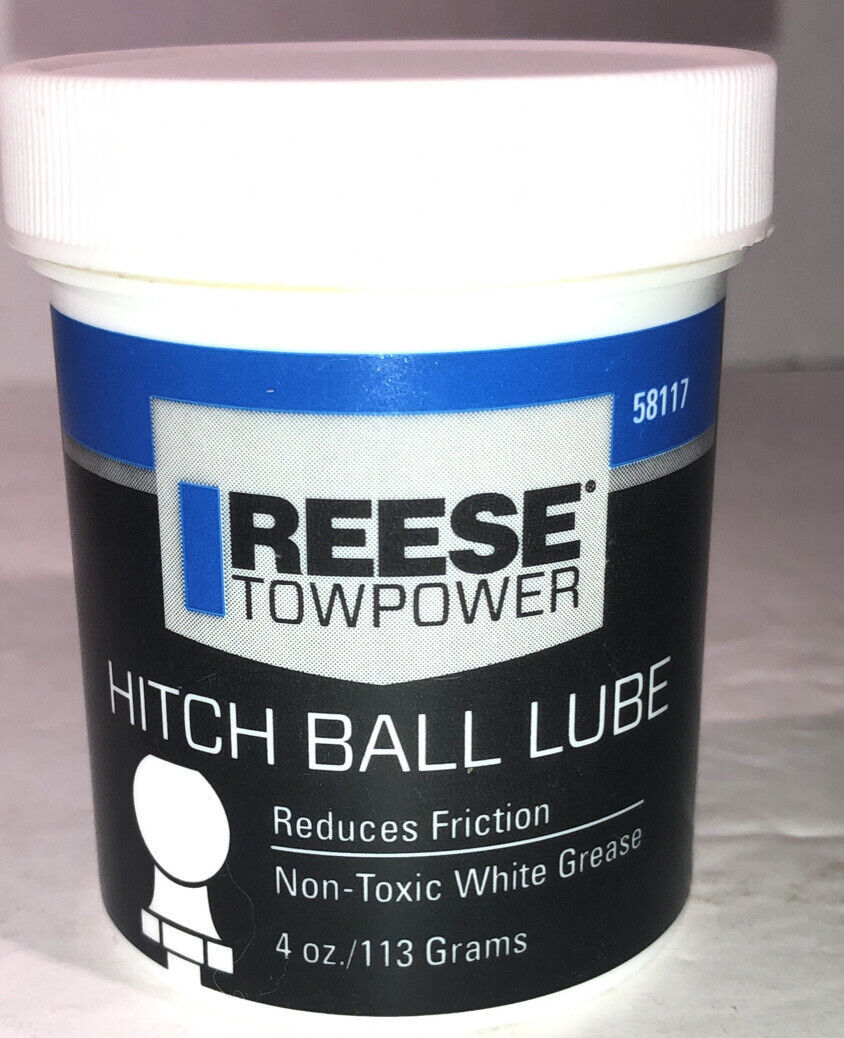 58117
REESE®
TOWPOWER
HITCH BALL LUBE
Reduces Friction
Non-Toxic White Grease
4 oz./113 Grams